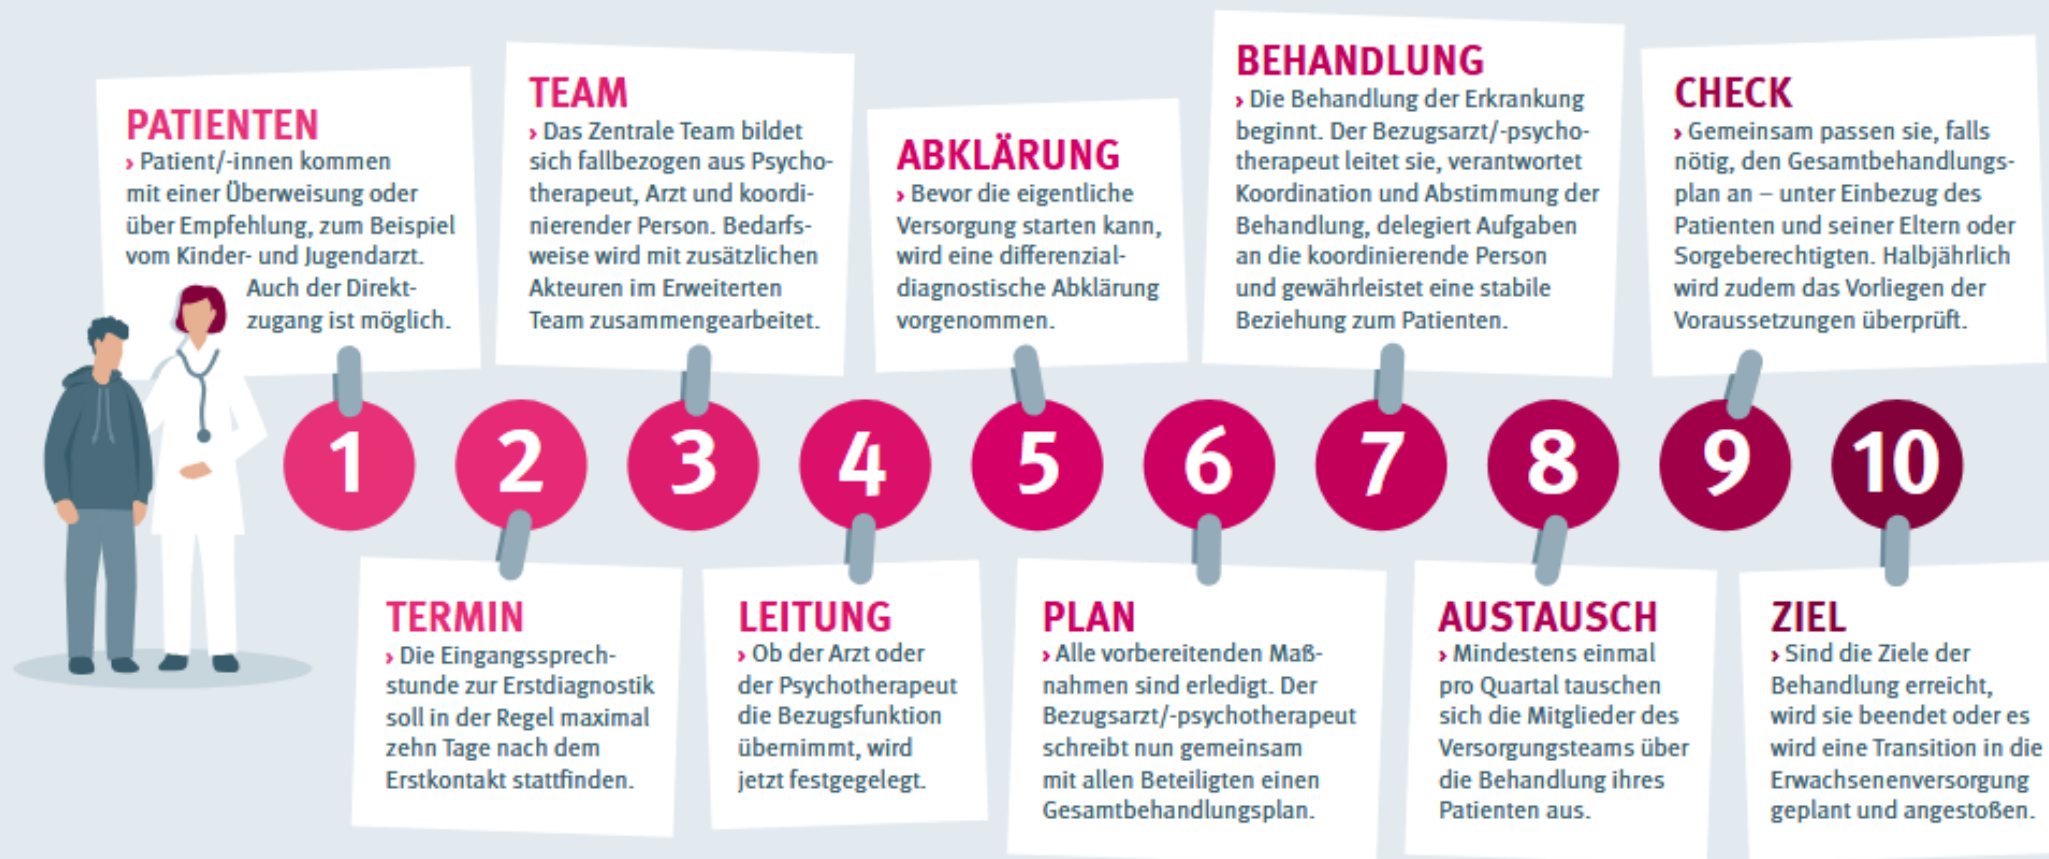 PATIENTEN
› Patient/-innen kommen
mit einer Überweisung oder
über Empfehlung, zum Beispiel
vom Kinder- und Jugendarzt.
Auch der Direkt-
zugang ist möglich.
1
TERMIN
› Die Eingangssprech-
stunde zur Erstdiagnostik
soll in der Regel maximal
zehn Tage nach dem
Erstkontakt stattfinden.
2
TEAM
› Das Zentrale Team bildet
sich fallbezogen aus Psycho-
therapeut, Arzt und koordi-
nierender Person. Bedarfs-
weise wird mit zusätzlichen
Akteuren im Erweiterten
Team zusammengearbeitet.
3
LEITUNG
› Ob der Arzt oder
der Psychotherapeut
die Bezugsfunktion
übernimmt, wird
jetzt festgegelegt.
4
ABKLÄRUNG
› Bevor die eigentliche
Versorgung starten kann,
wird eine differenzial-
diagnostische Abklärung
vorgenommen.
5
PLAN
› Alle vorbereitenden Maß-
nahmen sind erledigt. Der
Bezugsarzt/-psychotherapeut
schreibt nun gemeinsam
mit allen Beteiligten einen
Gesamtbehandlungsplan.
6
BEHANDLUNG
› Die Behandlung der Erkrankung
beginnt. Der Bezugsarzt/-psycho-
therapeut leitet sie, verantwortet
Koordination und Abstimmung der
Behandlung, delegiert Aufgaben
an die koordinierende Person
und gewährleistet eine stabile
Beziehung zum Patienten.
7
AUSTAUSCH
› Mindestens einmal
pro Quartal tauschen
sich die Mitglieder des
Versorgungsteams über
die Behandlung ihres
Patienten aus.
8
CHECK
› Gemeinsam passen sie, falls
nötig, den Gesamtbehandlungs-
plan an – unter Einbezug des
Patienten und seiner Eltern oder
Sorgeberechtigten. Halbjährlich
wird zudem das Vorliegen der
Voraussetzungen überprüft.
9
ZIEL
› Sind die Ziele der
Behandlung erreicht,
wird sie beendet oder es
wird eine Transition in die
Erwachsenenversorgung
geplant und angestoßen.
10